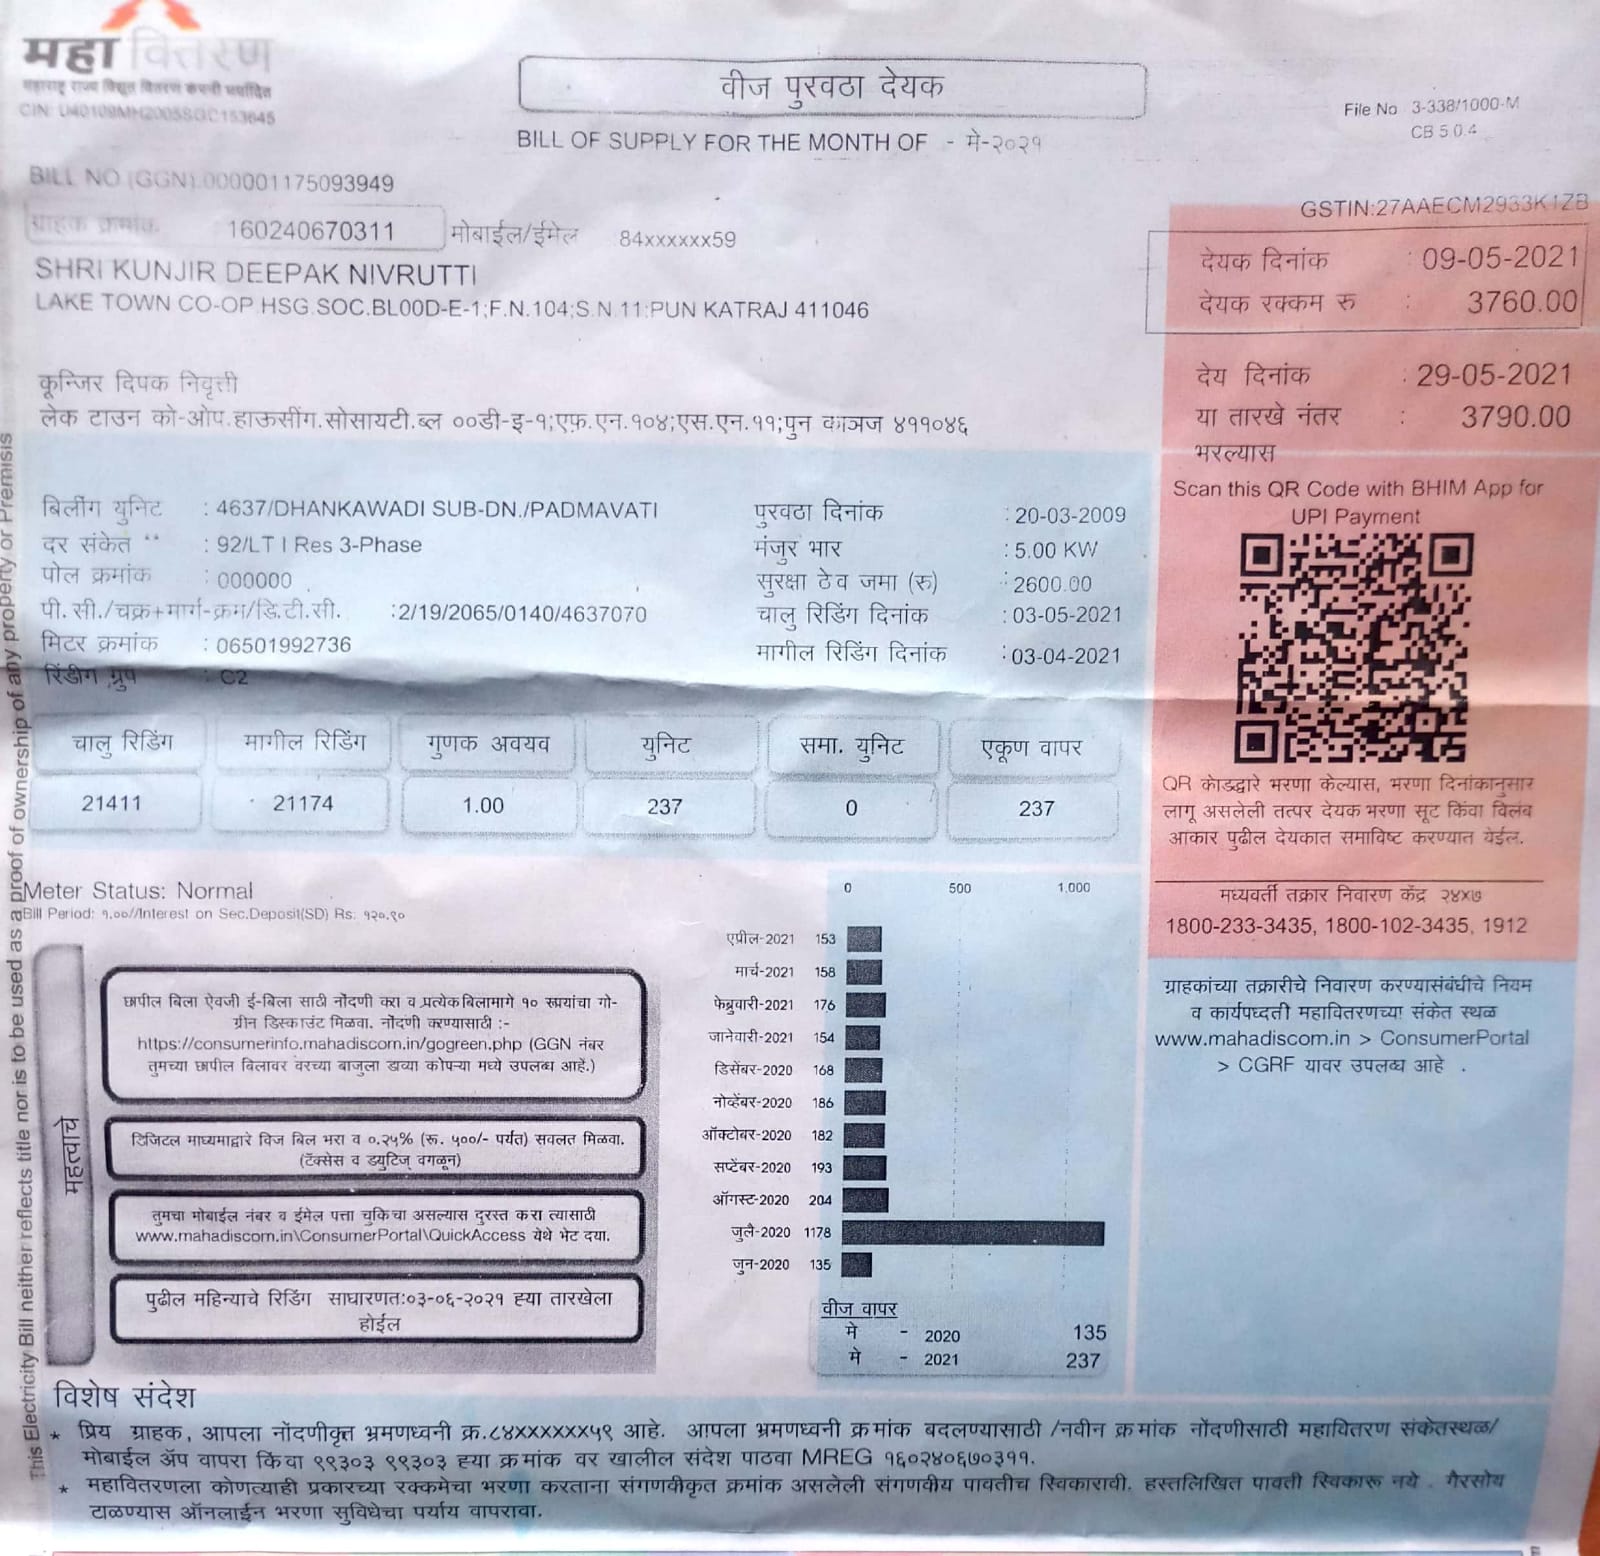 महावितरण
महाराष्ट्र राज्य विद्युत वितरण कंपनी मर्यादित
CIN: U40109MH2005SGC153645
वीज पुरवठा देयक
BILL OF SUPPLY FOR THE MONTH OF - मे-२०२१
File No 3-338/1000-M
CB 5.0.4
BILL NO (GGN).000001175093949
GSTIN:27AAECM2933K1ZB
ग्राहक क्रमांक 160240670311 मोबाईल/ईमेल 84xxxxxx59
SHRI KUNJIR DEEPAK NIVRUTTI
LAKE TOWN CO-OP.HSG.SOC.BL00D-E-1;F.N.104;S.N.11;PUN KATRAJ 411046
देयक दिनांक : 09-05-2021
देयक रक्कम रु : 3760.00
कून्जिर दिपक निवृत्ती
लेक टाउन को-ओप.हाऊसींग.सोसायटी.ब्ल ००डी-इ-१;एफ.एन.१०४;एस.एन.११;पुन काञज ४११०४६
देय दिनांक : 29-05-2021
या तारखे नंतर : 3790.00
भरल्यास
Scan this QR Code with BHIM App for
UPI Payment
बिलींग युनिट : 4637/DHANKAWADI SUB-DN./PADMAVATI
दर संकेत ** : 92/LT I Res 3-Phase
पोल क्रमांक : 000000
पी.सी./चक्र+मार्ग-क्रम/डि.टी.सी. :2/19/2065/0140/4637070
मिटर क्रमांक : 06501992736
रिडींग ग्रुप : C2
पुरवठा दिनांक : 20-03-2009
मंजुर भार : 5.00 KW
सुरक्षा ठेव जमा (रु) : 2600.00
चालु रिडिंग दिनांक : 03-05-2021
मागील रिडिंग दिनांक : 03-04-2021
चालु रिडिंग मागील रिडिंग गुणक अवयव युनिट समा. युनिट एकूण वापर
21411 21174 1.00 237 0 237
QR कोडद्वारे भरणा केल्यास, भरणा दिनांकानुसार
लागू असलेली तत्पर देयक भरणा सूट किंवा विलंब
आकार पुढील देयकात समाविष्ट करण्यात येईल.
मध्यवर्ती तक्रार निवारण केंद्र २४x७
1800-233-3435, 1800-102-3435, 1912
Meter Status: Normal
Bill Period: १.००//Interest on Sec.Deposit(SD) Rs: १२०.९०
महत्वाचे
छापील बिला ऐवजी ई-बिला साठी नोंदणी करा व प्रत्येक बिलामागे १० रूपयांचा गो-
ग्रीन डिस्काउंट मिळवा. नोंदणी करण्यासाठी :-
https://consumerinfo.mahadiscom.in/gogreen.php (GGN नंबर
तुमच्या छापील बिलावर वरच्या बाजुला डाव्या कोपऱ्या मध्ये उपलब्ध आहे.)
डिजिटल माध्यमाद्वारे विज बिल भरा व ०.२५% (रू. ५००/- पर्यंत) सवलत मिळवा.
(टॅक्सेस व ड्युटिज् वगळून)
तुमचा मोबाईल नंबर व ईमेल पत्ता चुकिचा असल्यास दुरस्त करा त्यासाठी
www.mahadiscom.in\ConsumerPortal\QuickAccess येथे भेट दया.
पुढील महिन्याचे रिडिंग साधारणत:०३-०६-२०२१ ह्या तारखेला
होईल
0 500 1,000
एप्रील-2021 153
मार्च-2021 158
फेब्रुवारी-2021 176
जानेवारी-2021 154
डिसेंबर-2020 168
नोव्हेंबर-2020 186
ऑक्टोबर-2020 182
सप्टेंबर-2020 193
ऑगस्ट-2020 204
जुलै-2020 1178
जुन-2020 135
वीज वापर
मे - 2020 135
मे - 2021 237
ग्राहकांच्या तक्रारीचे निवारण करण्यासंबंधीचे नियम
व कार्यपध्दती महावितरणच्या संकेत स्थळ
www.mahadiscom.in > ConsumerPortal
> CGRF यावर उपलब्ध आहे .
विशेष संदेश
* प्रिय ग्राहक, आपला नोंदणीकृत भ्रमणध्वनी क्र.८४xxxxxx५९ आहे. आपला भ्रमणध्वनी क्रमांक बदलण्यासाठी /नवीन क्रमांक नोंदणीसाठी महावितरण संकेतस्थळ/
मोबाईल ॲप वापरा किंवा ९९३०३ ९९३०३ ह्या क्रमांक वर खालील संदेश पाठवा MREG १६०२४०६७०३११.
* महावितरणला कोणत्याही प्रकारच्या रक्कमेचा भरणा करताना संगणकीकृत क्रमांक असलेली संगणकीय पावतीच स्विकारावी. हस्तलिखित पावती स्विकारू नये . गैरसोय
टाळण्यास ऑनलाईन भरणा सुविधेचा पर्याय वापरावा.
This Electricity Bill neither reflects title nor is to be used as a proof of ownership of any property or Premisis